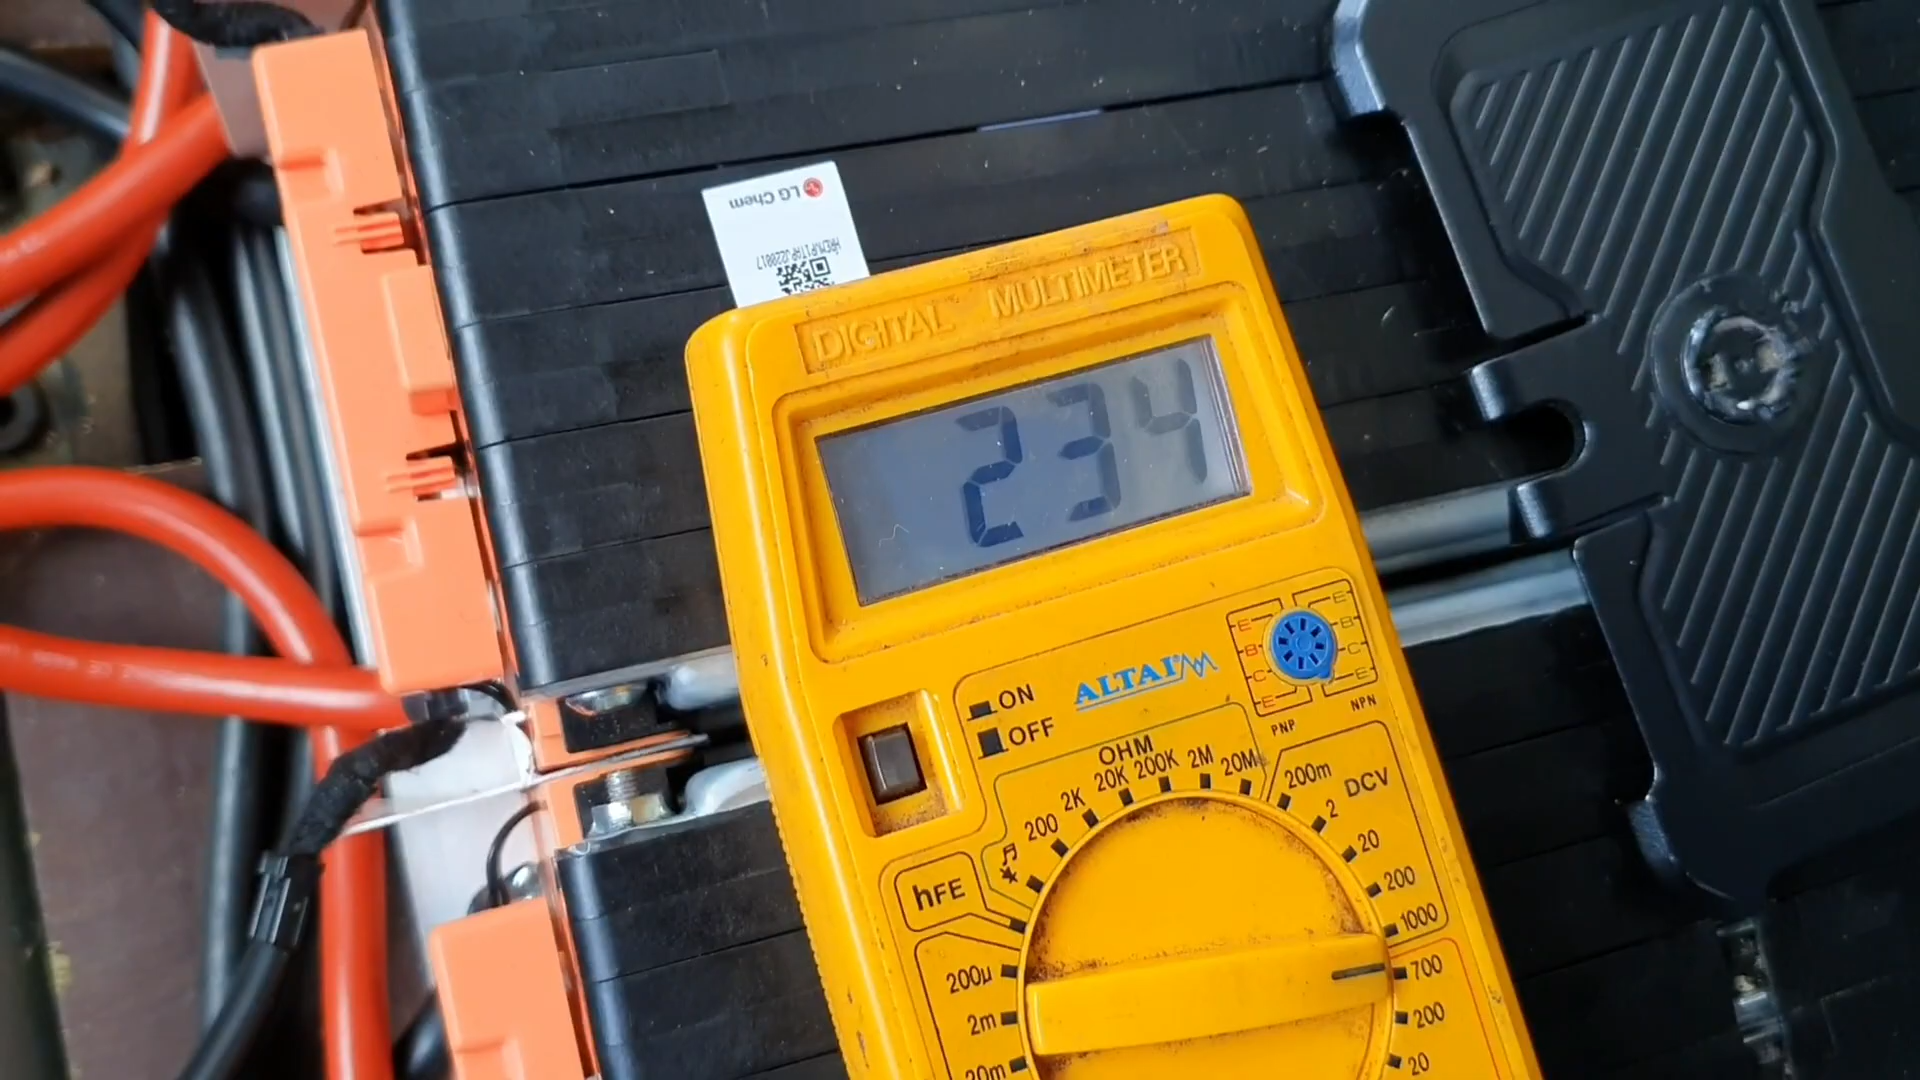 LG Chem
DIGITAL MULTIMETER
234
ALTAI
ON
OFF
E
B
C
E
E
B
C
E
PNP
NPN
OHM
200
2K
20K
200K
2M
20M
200m
DCV
2
20
200
1000
700
200
20
hFE
200µ
2m
20m